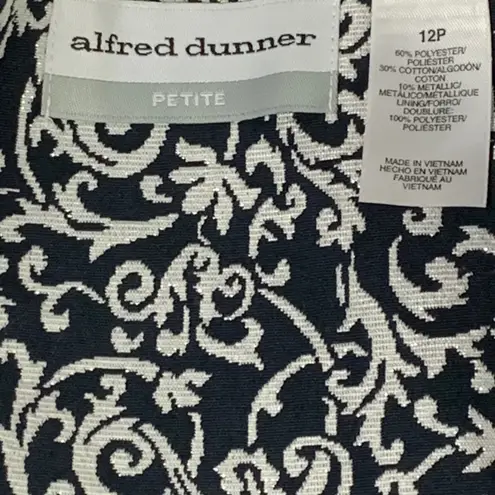 alfred dunner
PETITE
12P
60% POLYESTER/
POLIÉSTER
30% COTTON/ALGODÓN/
COTON
10% METALLIC/
METÁLICO/MÉTALLIQUE
LINING/FORRO/
DOUBLURE:
100% POLYESTER/
POLIÉSTER
MADE IN VIETNAM
HECHO EN VIETNAM
FABRIQUÉ AU
VIETNAM